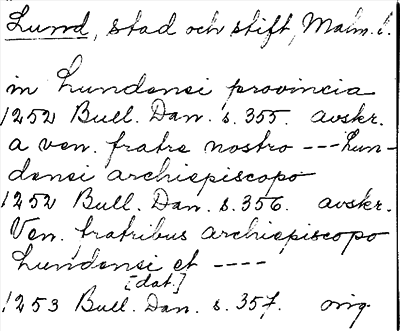 Lund, stad och stift, Malm. l.
in Lundensi provincia
1252 Bull. Dan. s. 355. avskr.
a ven. fratre nostro --- Lun-
densi archiepiscopo
1252 Bull. Dan. s. 356. avskr.
Ven. fratribus archiepiscopo
Lundensi et ----
[dat.]
1253 Bull. Dan. s. 357. orig